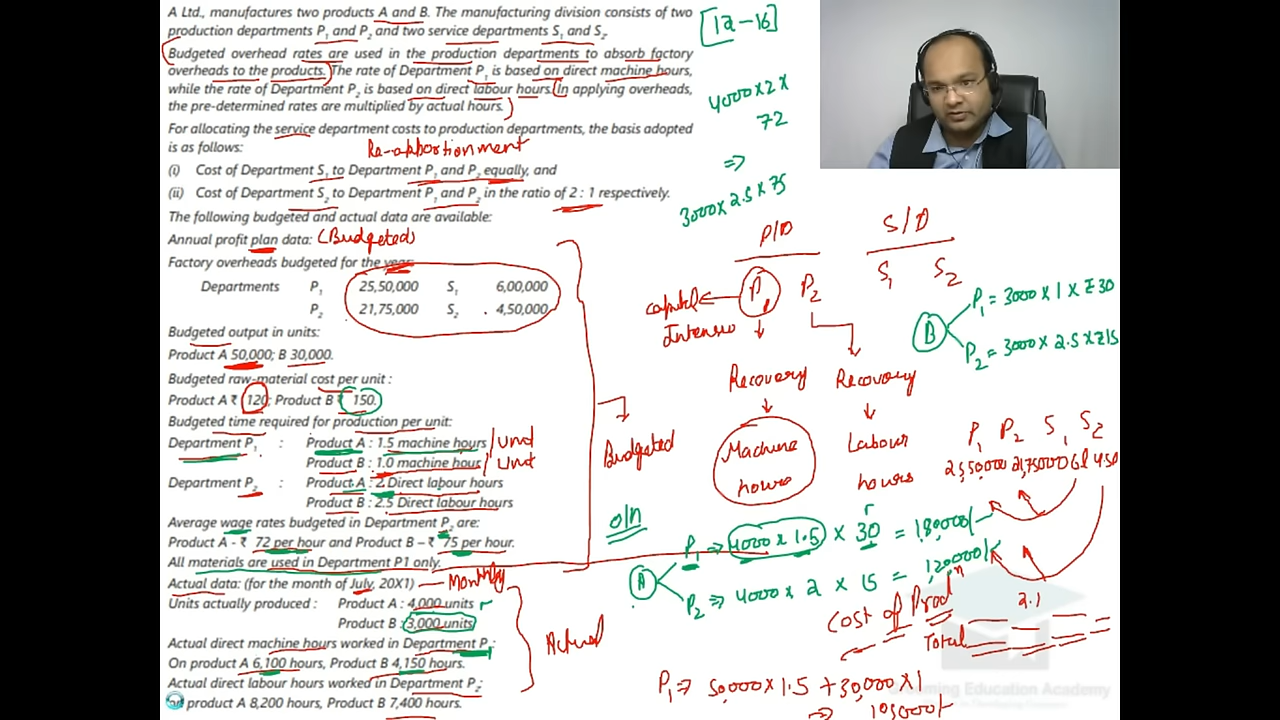 A Ltd., manufactures two products A and B. The manufacturing division consists of two
production departments P₁ and P₂ and two service departments S₁ and S₂
Budgeted overhead rates are used in the production departments to absorb factory
overheads to the products. The rate of Department P₁ is based on direct machine hours,
while the rate of Department P₂ is based on direct labour hours. In applying overheads,
the pre-determined rates are multiplied by actual hours.
For allocating the service department costs to production departments, the basis adopted
is as follows:
Re-apportionment
(i) Cost of Department S₁ to Department P₁ and P₂ equally, and
(ii) Cost of Department S₂ to Department P₁ and P₂ in the ratio of 2 : 1 respectively.
The following budgeted and actual data are available:
Annual profit plan data: (Budgeted)
Factory overheads budgeted for the year:
Departments P₁ 25,50,000 S₁ 6,00,000
P₂ 21,75,000 S₂ 4,50,000
Budgeted output in units:
Product A 50,000; B 30,000.
Budgeted raw-material cost per unit :
Product A ₹ 120; Product B ₹ 150.
Budgeted time required for production per unit:
Department P₁ : Product A : 1.5 machine hours/unit
Product B : 1.0 machine hour/unit
Department P₂ : Product A : 2 Direct labour hours
Product B : 2.5 Direct labour hours
Average wage rates budgeted in Department P₂ are:
Product A - ₹ 72 per hour and Product B – ₹ 75 per hour.
All materials are used in Department P1 only.
Actual data: (for the month of July, 20X1) — Monthly
Units actually produced : Product A : 4,000 units
Product B : 3,000 units
Actual direct machine hours worked in Department P₁:
On product A 6,100 hours, Product B 4,150 hours.
Actual direct labour hours worked in Department P₂:
product A 8,200 hours, Product B 7,400 hours.
Budgeted
Actual
[12-16]
4000×2×
72
⇒
3000×2.5×75
P/D S/D
P₁ P₂ S₁ S₂
capital
Recovery Recovery
Machine
hours
Labour
hours
B
P₁ = 3000×1×₹30
P₂ = 3000×2.5×₹15
P₁ P₂ S₁ S₂
O/H
A
P₁ ⇒ 4000×1.5 × 30 = 1,80,000/-
P₂ ⇒ 4000×2 × 15 = 1,20,000/-
2:1
Cost of Prodⁿ
Total
P₁ ⇒ 50,000×1.5 + 30,000×1
⇒ 105000/-
Education Academy